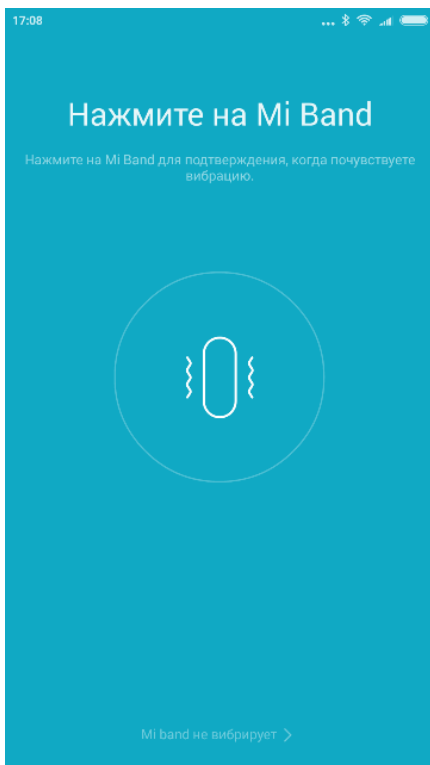 17:08
Нажмите на Mi Band
Нажмите на Mi Band для подтверждения, когда почувствуете
вибрацию.
Mi band не вибрирует